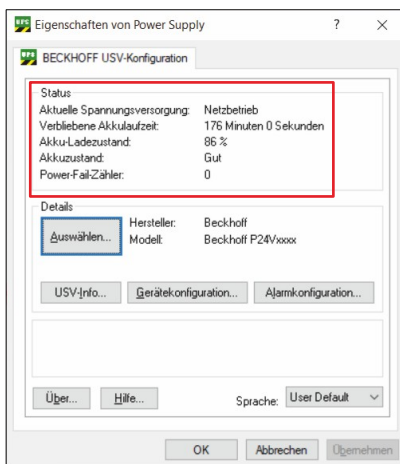 UPS Eigenschaften von Power Supply ? ×
UPS BECKHOFF USV-Konfiguration
Status
Aktuelle Spannungsversorgung: Netzbetrieb
Verbliebene Akkulaufzeit: 176 Minuten 0 Sekunden
Akku-Ladezustand: 86 %
Akkuzustand: Gut
Power-Fail-Zähler: 0
Details
Auswählen...
Hersteller: Beckhoff
Modell: Beckhoff P24Vxxxx
USV-Info... Gerätekonfiguration... Alarmkonfiguration...
Über... Hilfe... Sprache: User Default
OK Abbrechen Übernehmen